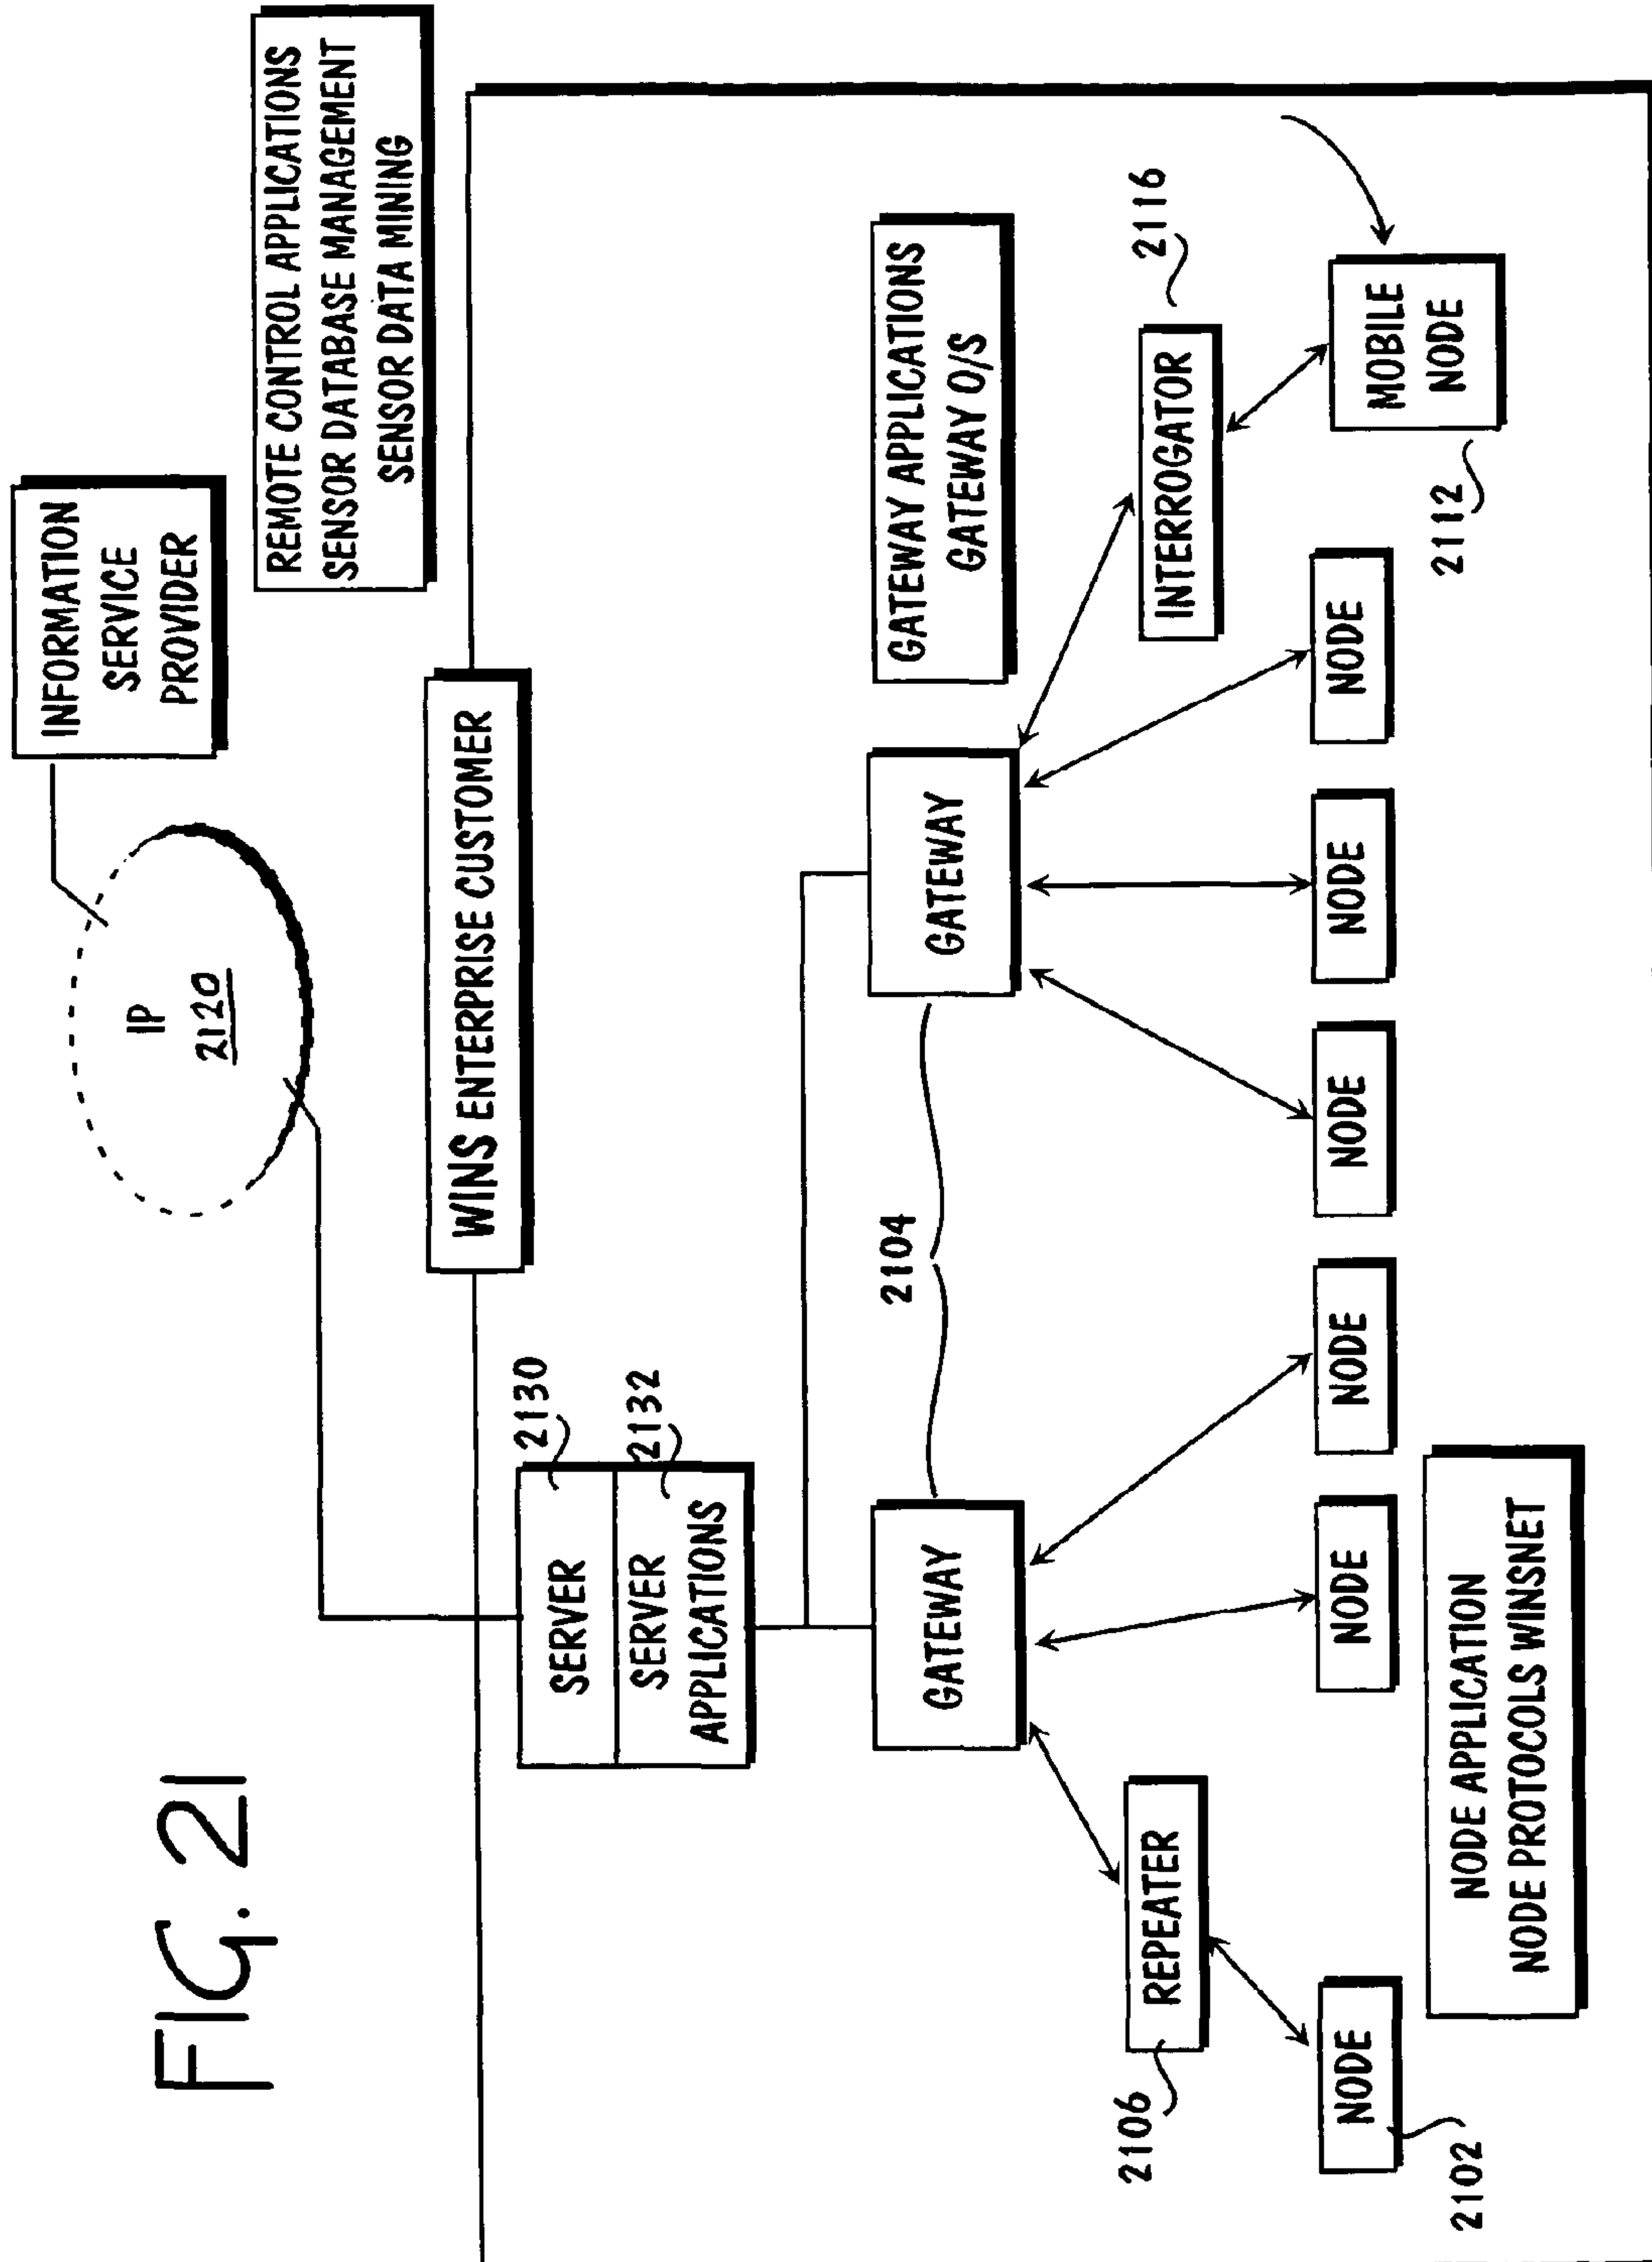 FIG. 21
INFORMATION
SERVICE
PROVIDER
IP
2120
REMOTE CONTROL APPLICATIONS
SENSOR DATABASE MANAGEMENT
SENSOR DATA MINING
WINS ENTERPRISE CUSTOMER
SERVER
2130
SERVER
APPLICATIONS
2132
GATEWAY
2104
GATEWAY
GATEWAY APPLICATIONS
GATEWAY O/S
2106
REPEATER
INTERROGATOR
2116
NODE
NODE
NODE
NODE
NODE
NODE
MOBILE
NODE
2102
2112
NODE APPLICATION
NODE PROTOCOLS WINSNET